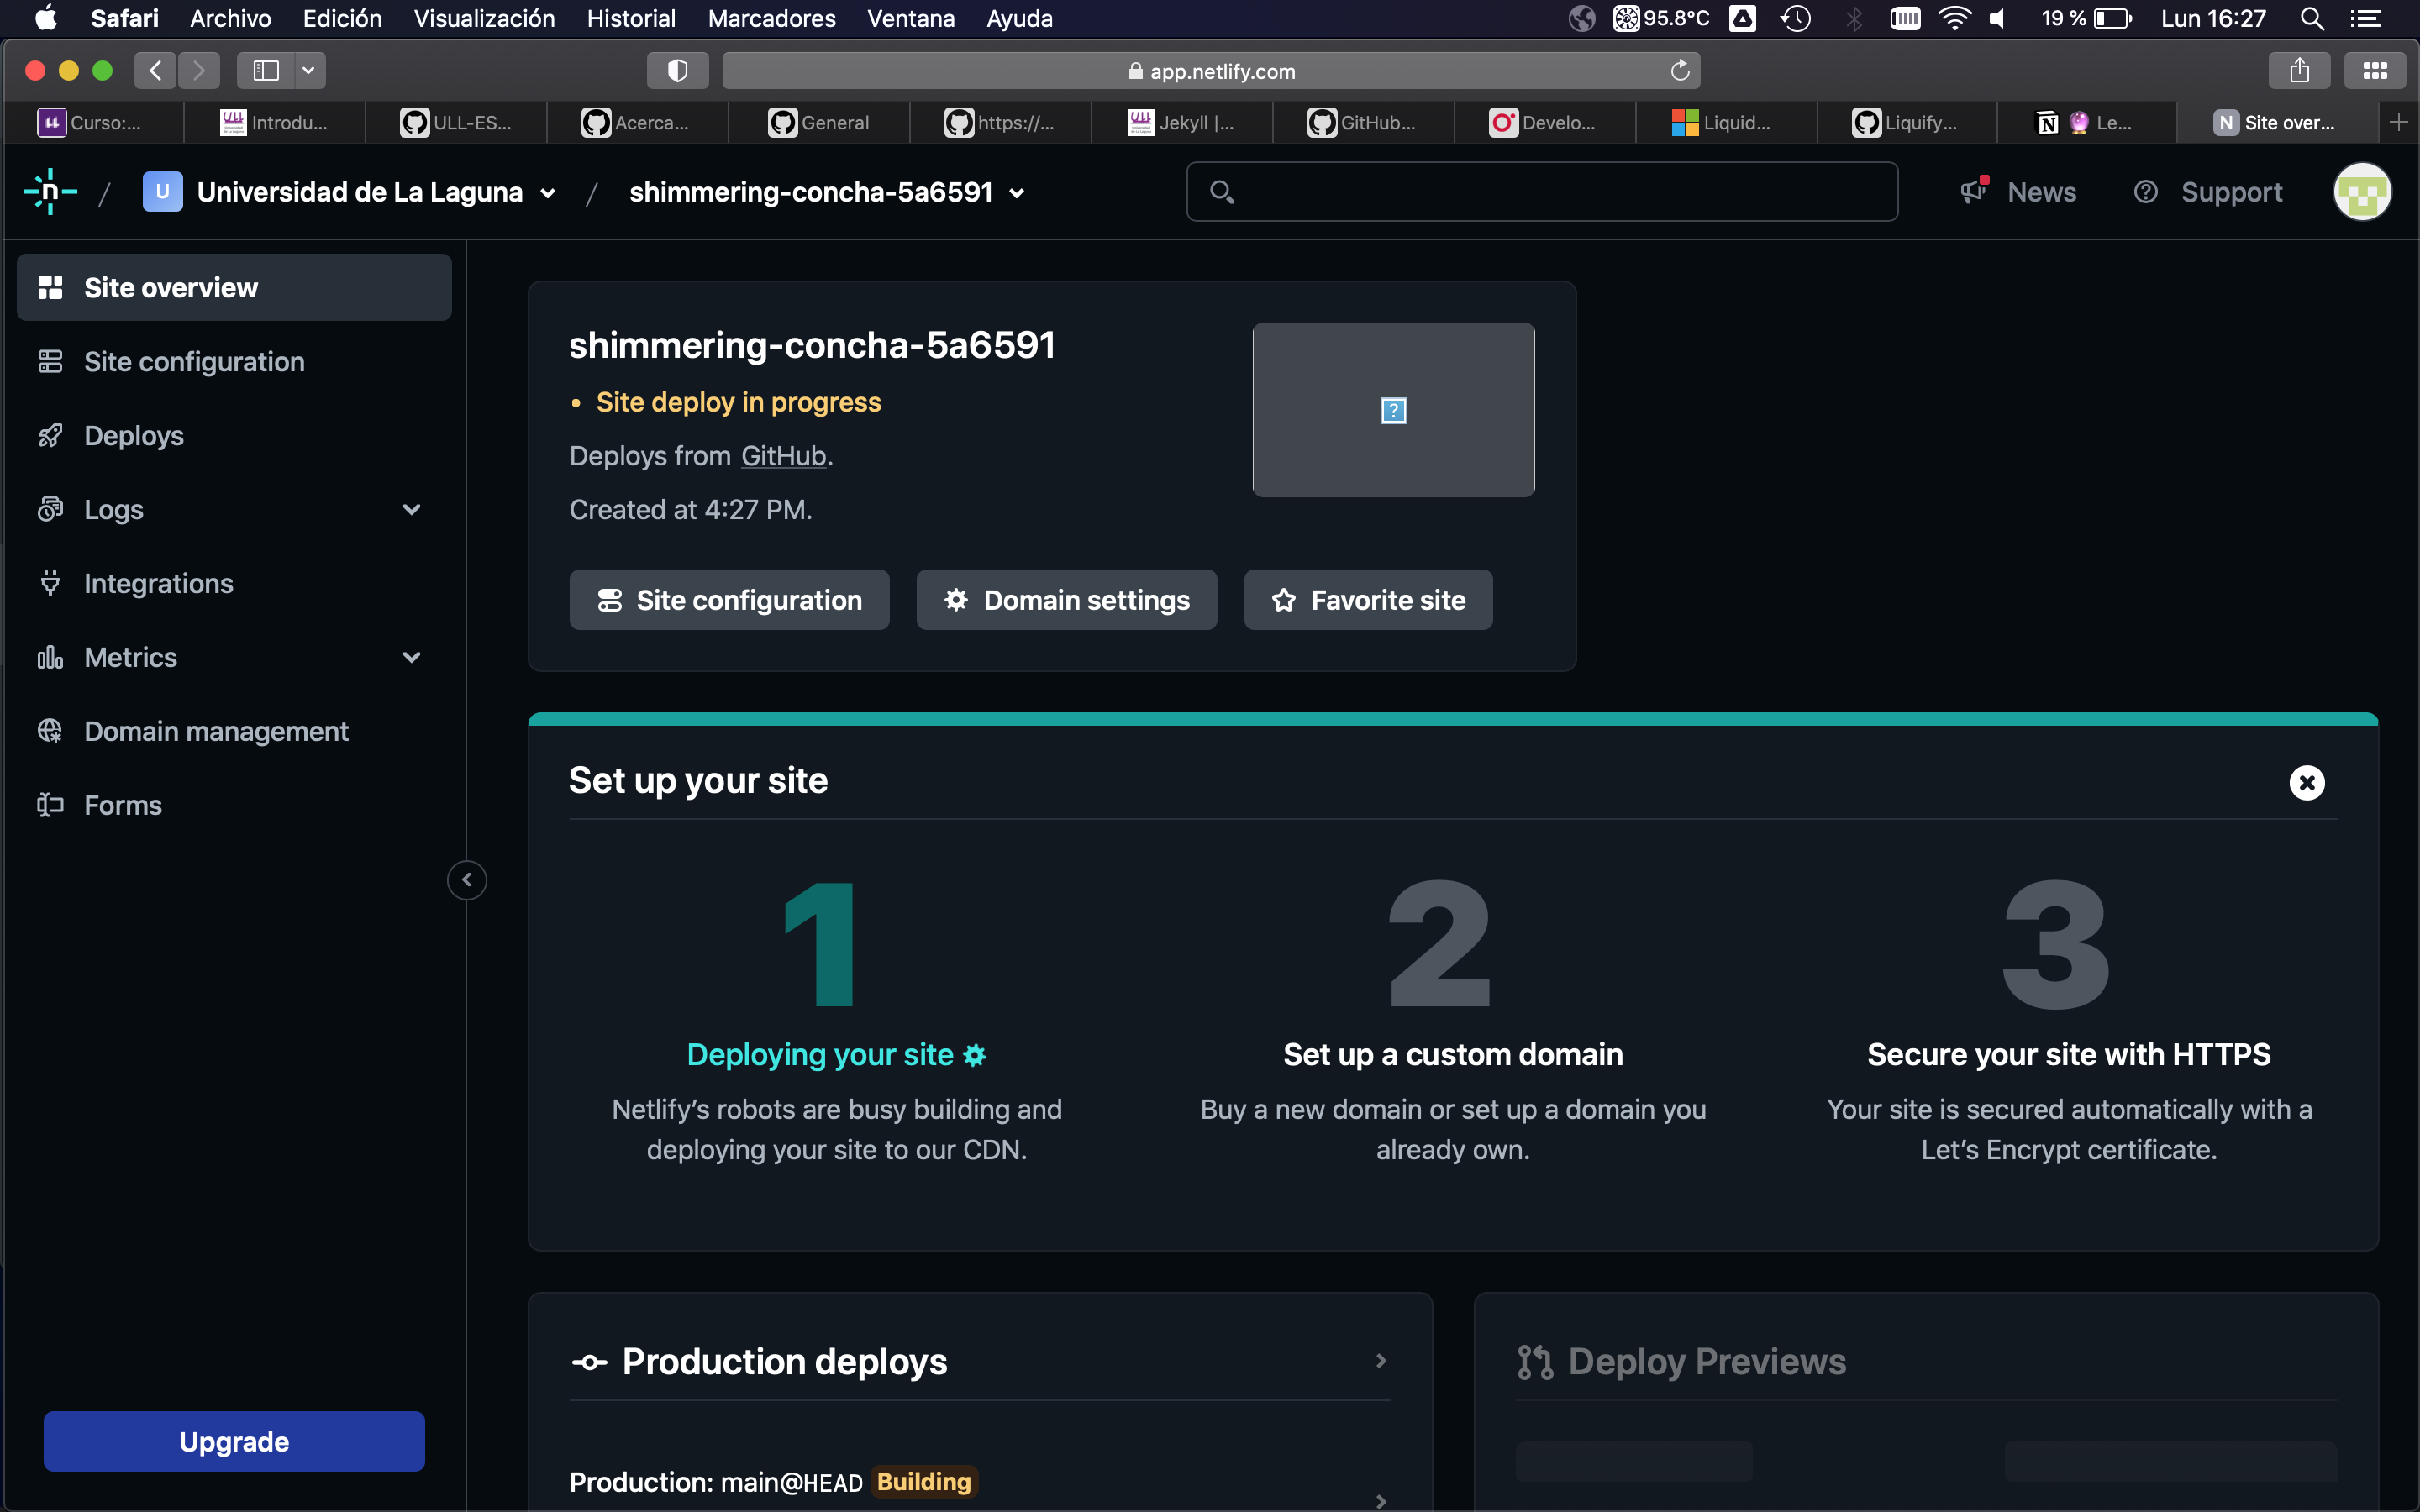 Safari Archivo Edición Visualización Historial Marcadores Ventana Ayuda 95.8°C 19 % Lun 16:27
app.netlify.com
Curso:... Introdu... ULL-ES... Acerca... General https://... Jekyll |... GitHub... Develo... Liquid... Liquify... Le... N Site over...
/ U Universidad de La Laguna / shimmering-concha-5a6591 News Support
Site overview
Site configuration
Deploys
Logs
Integrations
Metrics
Domain management
Forms
Upgrade
shimmering-concha-5a6591
• Site deploy in progress
Deploys from GitHub.
Created at 4:27 PM.
Site configuration Domain settings Favorite site
Set up your site
1
Deploying your site
Netlify’s robots are busy building and
deploying your site to our CDN.
2
Set up a custom domain
Buy a new domain or set up a domain you
already own.
3
Secure your site with HTTPS
Your site is secured automatically with a
Let’s Encrypt certificate.
Production deploys
Production: main@HEAD Building
Deploy Previews